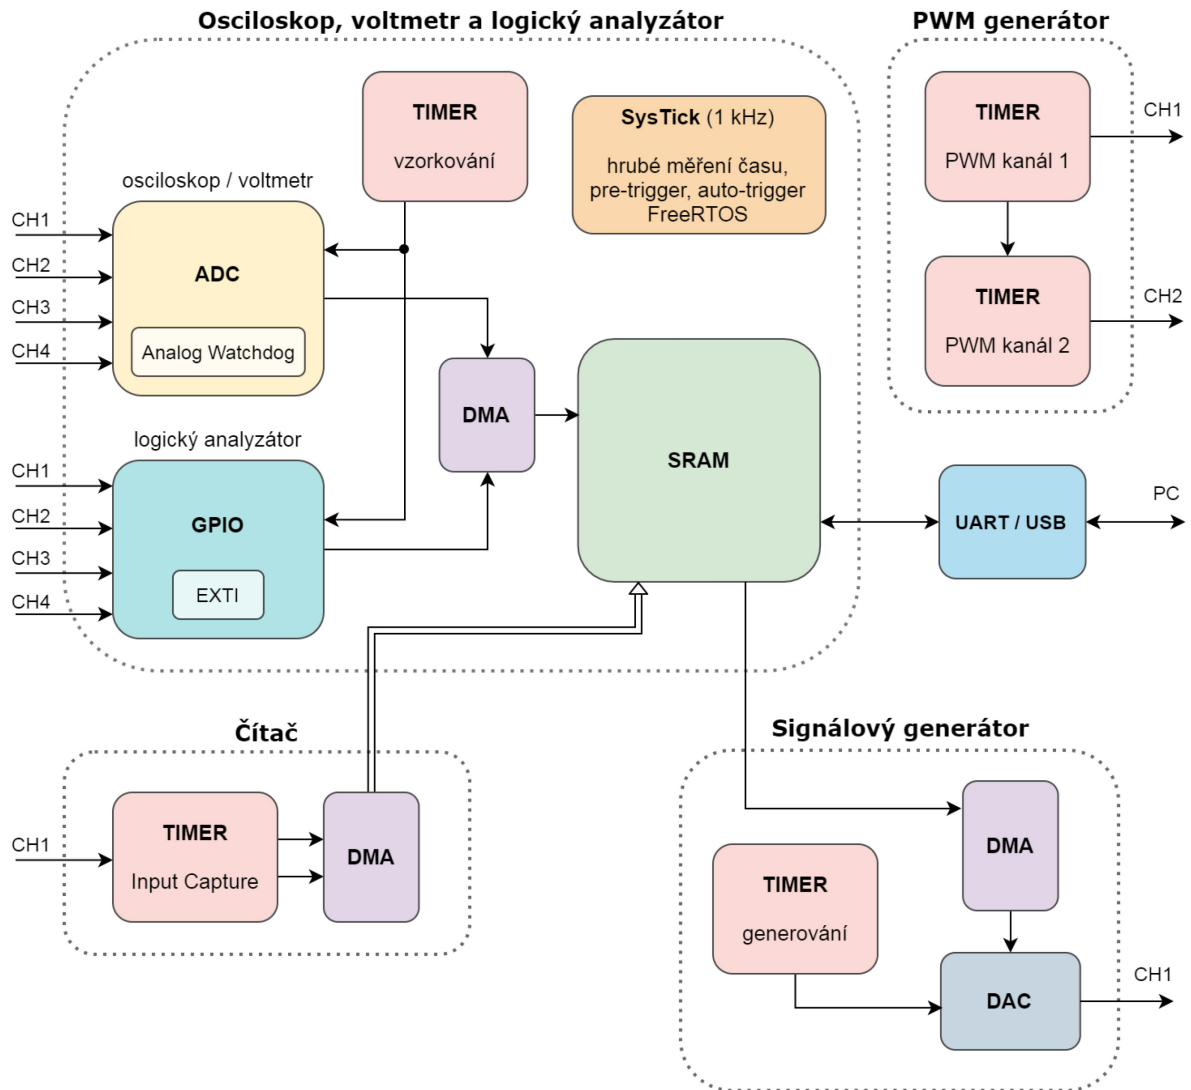 Osciloskop, voltmetr a logický analyzátor
PWM generátor
TIMER
vzorkování
SysTick (1 kHz)
hrubé měření času,
pre-trigger, auto-trigger
FreeRTOS
TIMER
PWM kanál 1
CH1
TIMER
PWM kanál 2
CH2
osciloskop / voltmetr
CH1
CH2
CH3
CH4
ADC
Analog Watchdog
DMA
SRAM
logický analyzátor
CH1
CH2
CH3
CH4
GPIO
EXTI
UART / USB
PC
Čítač
CH1
TIMER
Input Capture
DMA
Signálový generátor
DMA
TIMER
generování
DAC
CH1